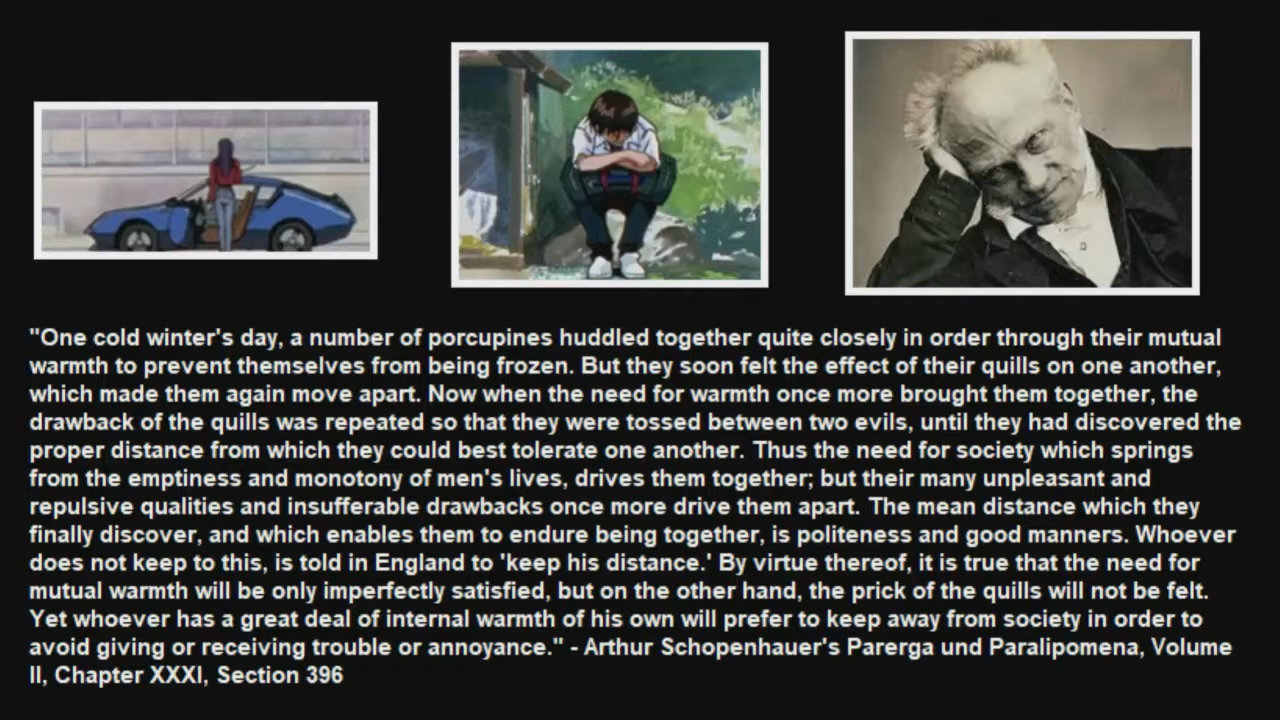 "One cold winter's day, a number of porcupines huddled together quite closely in order through their mutual
warmth to prevent themselves from being frozen. But they soon felt the effect of their quills on one another,
which made them again move apart. Now when the need for warmth once more brought them together, the
drawback of the quills was repeated so that they were tossed between two evils, until they had discovered the
proper distance from which they could best tolerate one another. Thus the need for society which springs
from the emptiness and monotony of men's lives, drives them together; but their many unpleasant and
repulsive qualities and insufferable drawbacks once more drive them apart. The mean distance which they
finally discover, and which enables them to endure being together, is politeness and good manners. Whoever
does not keep to this, is told in England to 'keep his distance.' By virtue thereof, it is true that the need for
mutual warmth will be only imperfectly satisfied, but on the other hand, the prick of the quills will not be felt.
Yet whoever has a great deal of internal warmth of his own will prefer to keep away from society in order to
avoid giving or receiving trouble or annoyance." - Arthur Schopenhauer's Parerga und Paralipomena, Volume
II, Chapter XXXI, Section 396